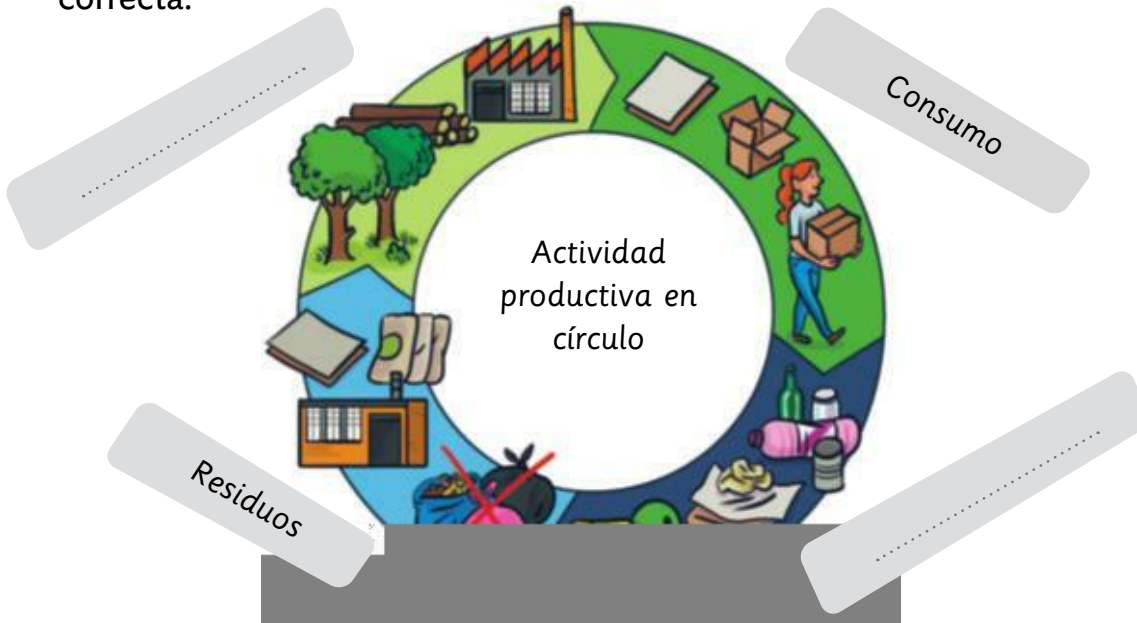 correcta.
Consumo
Actividad
productiva en
círculo
Residuos